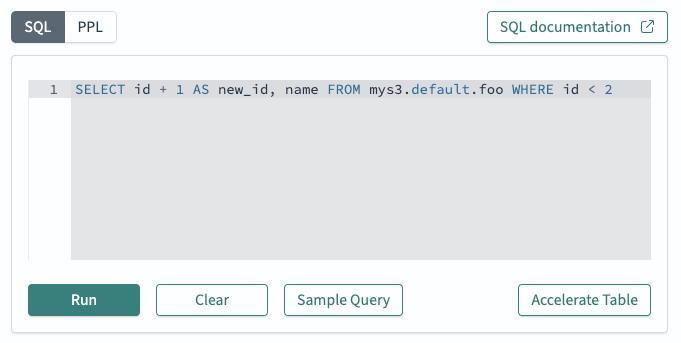 SQL PPL SQL documentation
1 SELECT id + 1 AS new_id, name FROM mys3.default.foo WHERE id < 2
Run Clear Sample Query Accelerate Table